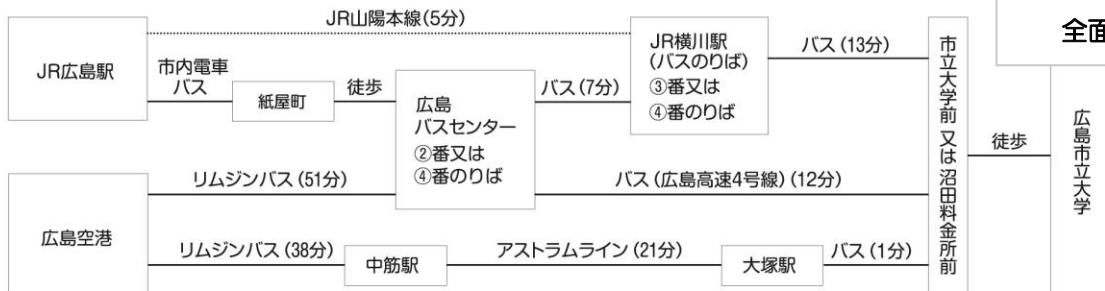 JR山陽本線(5分)
全面
JR広島駅
市内電車
バス
紙屋町
徒歩
広島
バスセンター
②番又は
④番のりば
バス(7分)
JR横川駅
(バスのりば)
③番又は
④番のりば
バス(13分)
広島空港
リムジンバス(51分)
バス(広島高速4号線)(12分)
リムジンバス(38分)
中筋駅
アストラムライン(21分)
大塚駅
バス(1分)
市立大学前 又は 沼田料金所前
徒歩
広島市立大学